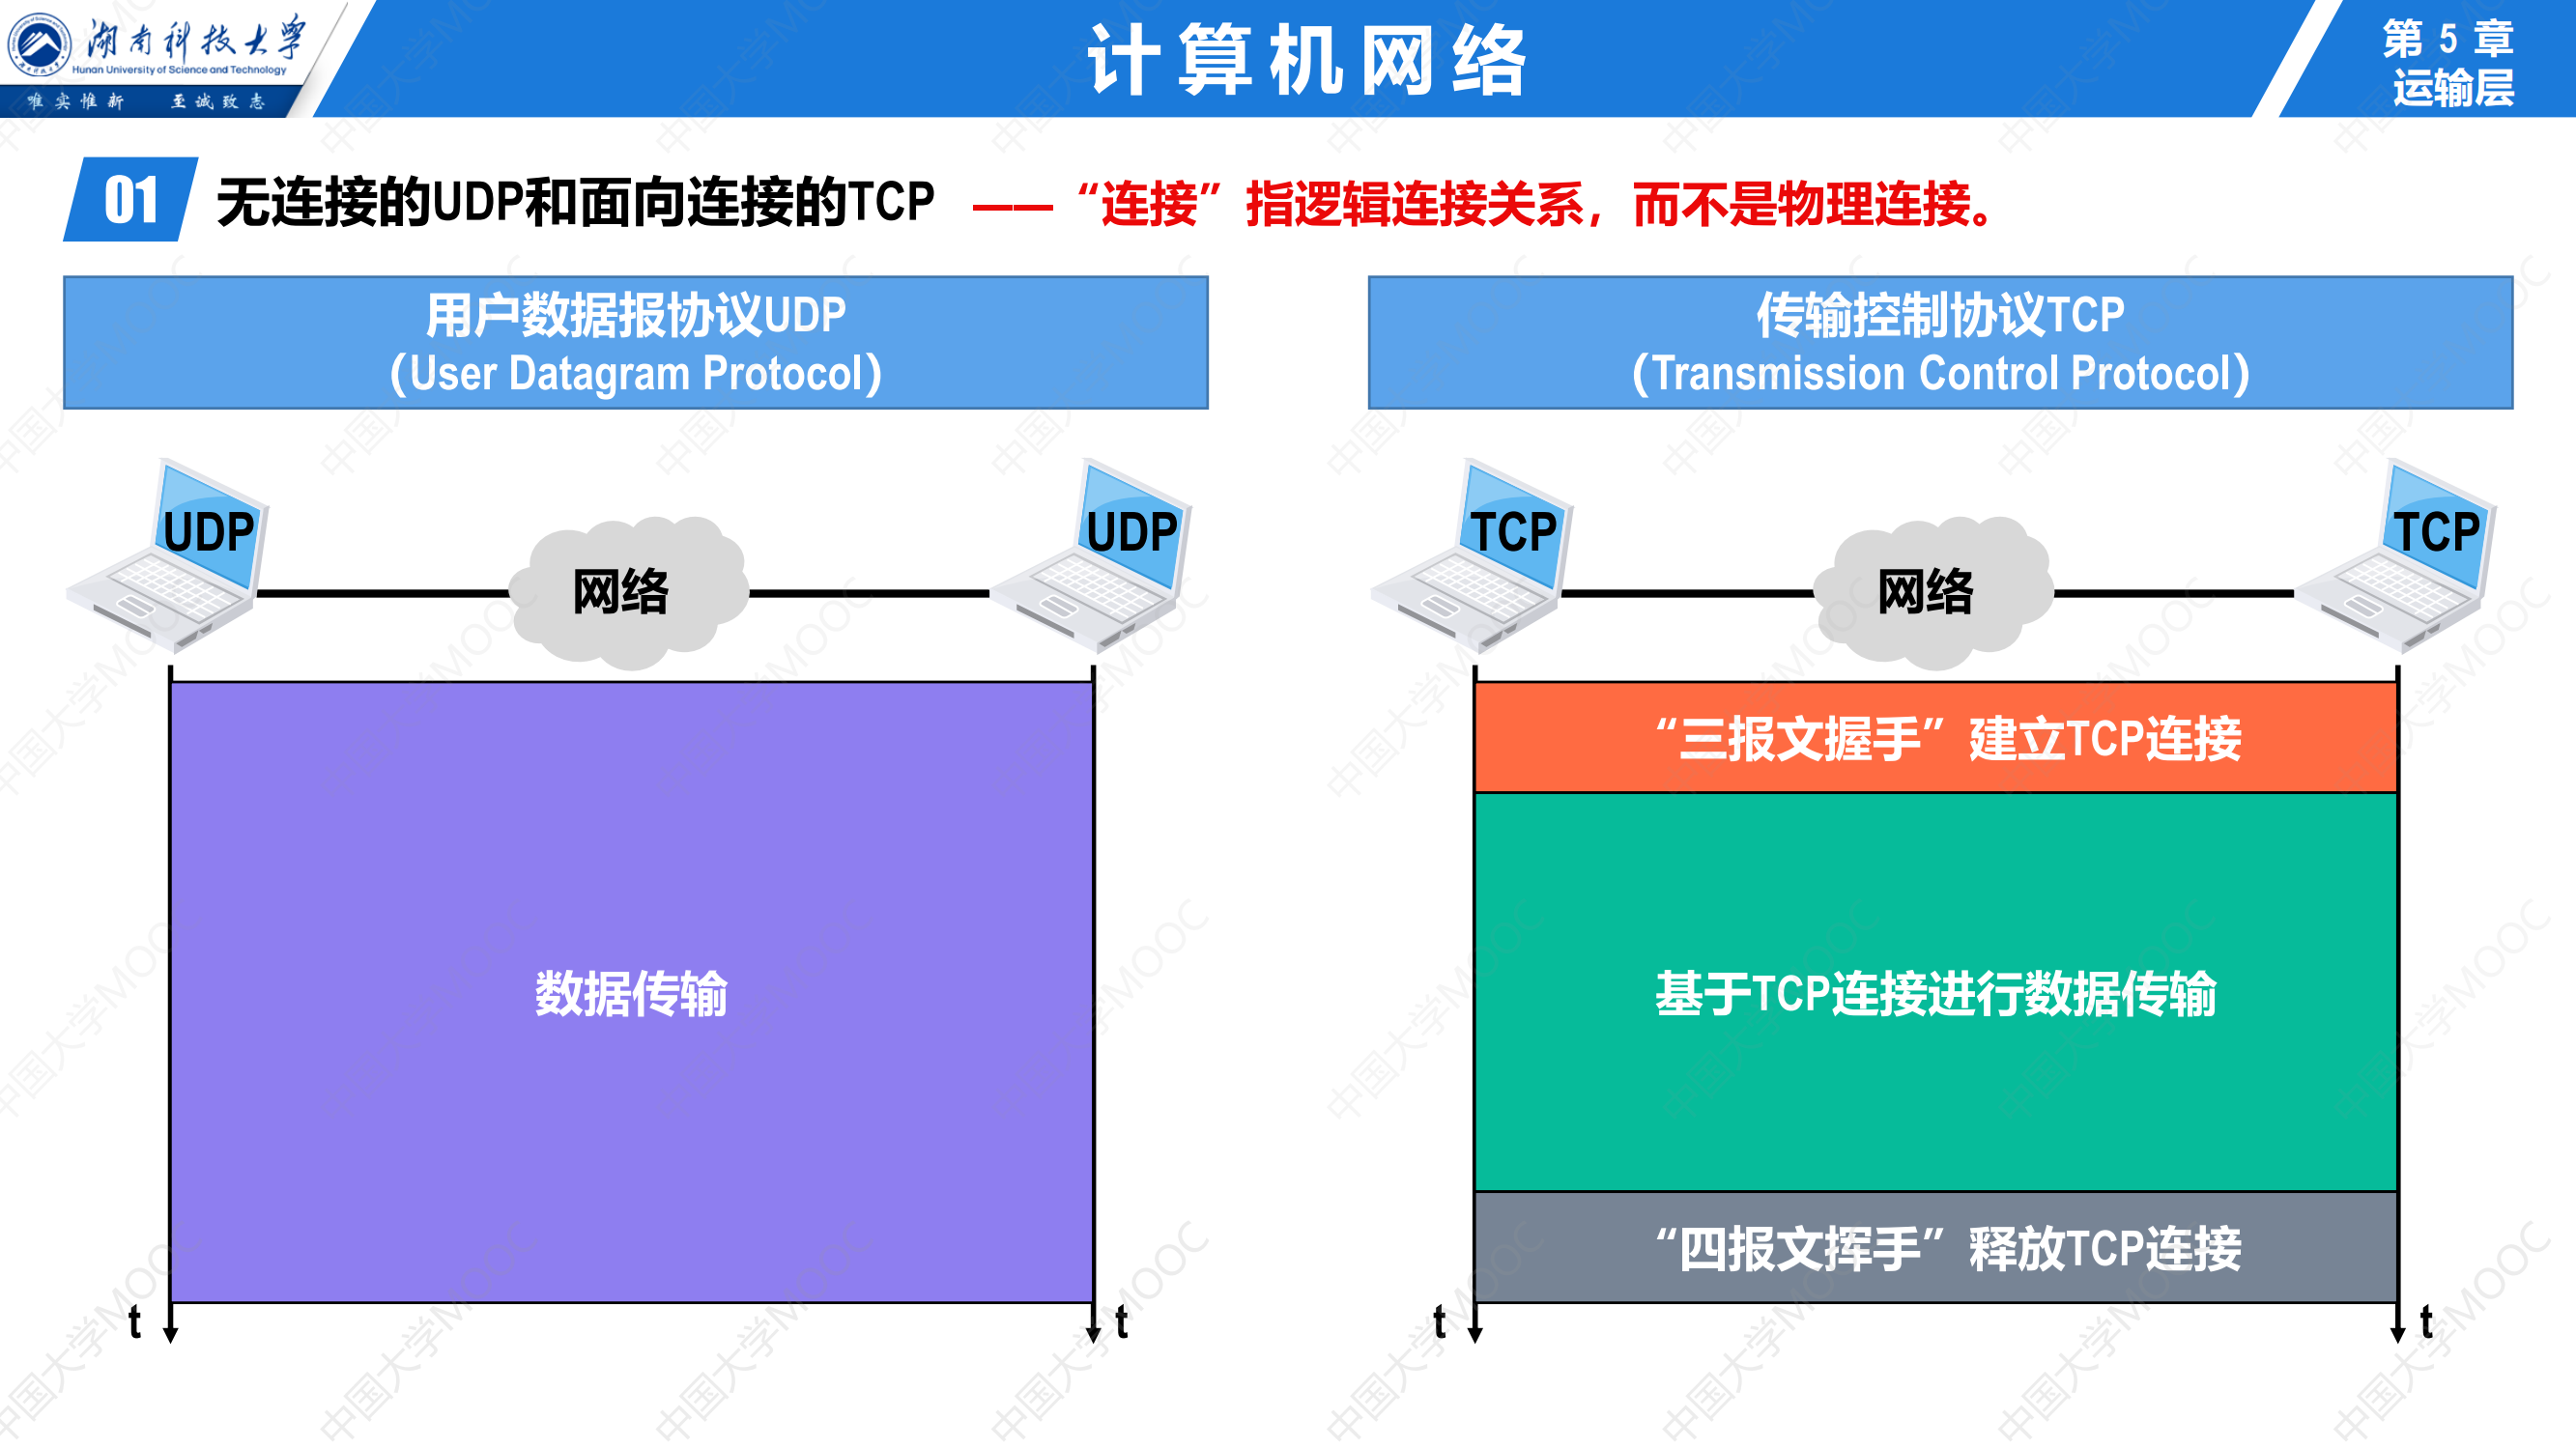 湖南科技大学
Hunan University of Science and Technology
唯实惟新 至诚致志
计算机网络
第 5 章
运输层
01 无连接的UDP和面向连接的TCP ——“连接”指逻辑连接关系，而不是物理连接。
用户数据报协议UDP
（User Datagram Protocol）
传输控制协议TCP
（Transmission Control Protocol）
UDP
网络
UDP
TCP
网络
TCP
数据传输
t
t
“三报文握手”建立TCP连接
基于TCP连接进行数据传输
“四报文挥手”释放TCP连接
t
t
中国大学MOOC